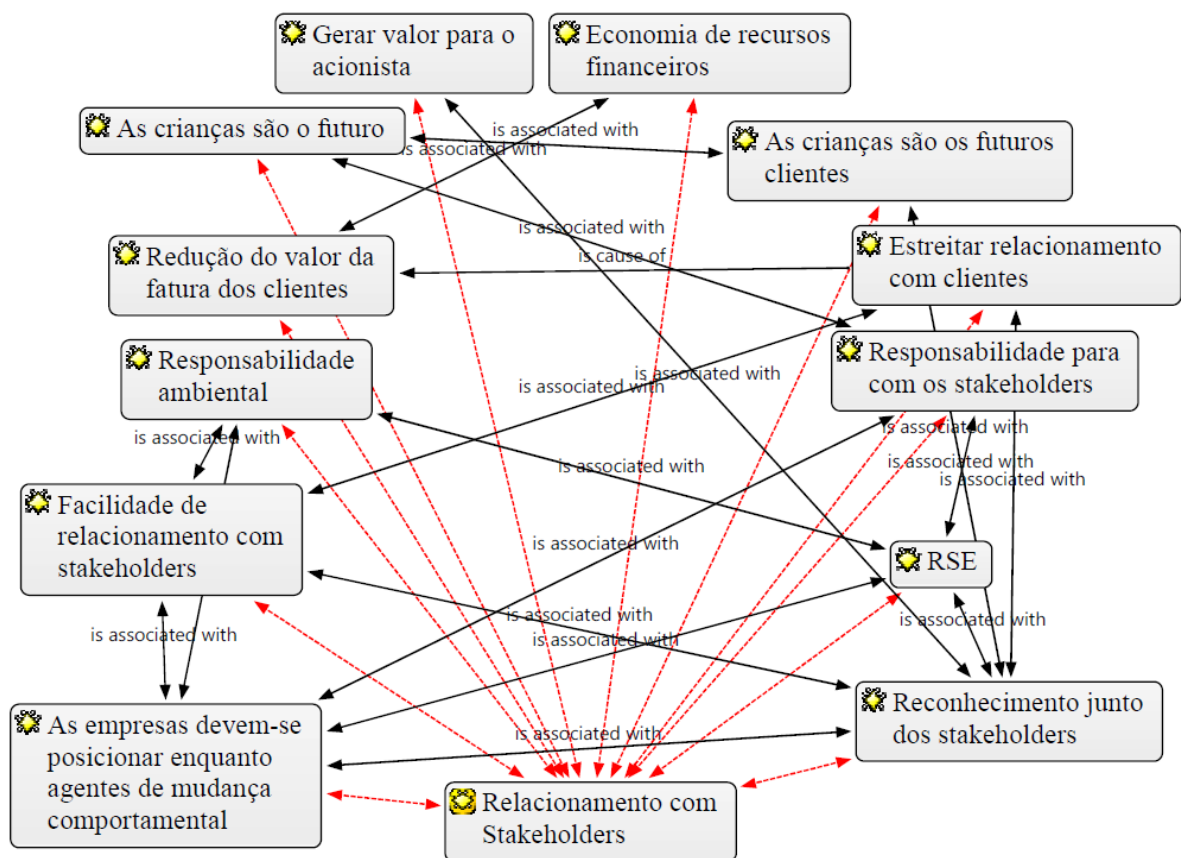 Gerar valor para o
acionista
Economia de recursos
financeiros
As crianças são o futuro
is associated with
is associated with
As crianças são os futuros
clientes
is associated with
Redução do valor da
fatura dos clientes
is cause of
Estreitar relacionamento
com clientes
Responsabilidade
ambiental
is associated with
is associated with
Responsabilidade para
com os stakeholders
is associated with
is associated with
is associated with
is associated with
is associated with
Facilidade de
relacionamento com
stakeholders
is associated with
RSE
is associated with
is associated with
is associated with
is associated with
As empresas devem-se
posicionar enquanto
agentes de mudança
comportamental
is associated with
Reconhecimento junto
dos stakeholders
Relacionamento com
Stakeholders